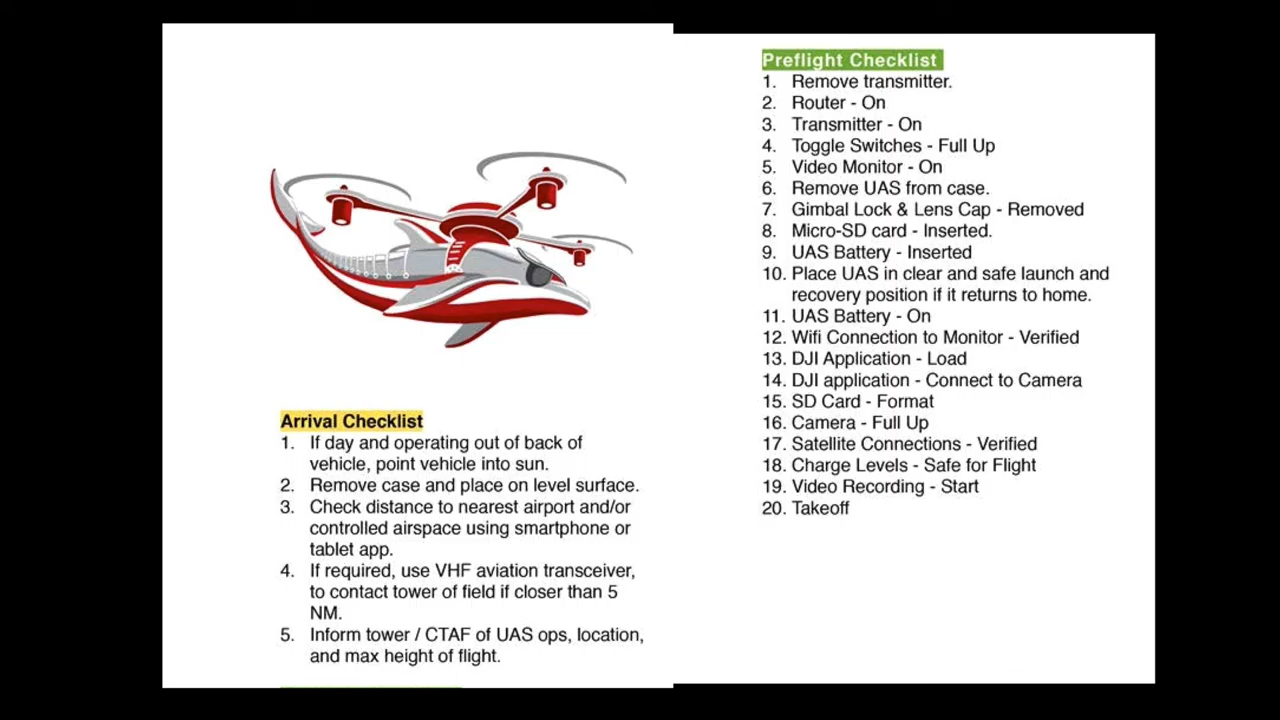 Arrival Checklist
1. If day and operating out of back of
vehicle, point vehicle into sun.
2. Remove case and place on level surface.
3. Check distance to nearest airport and/or
controlled airspace using smartphone or
tablet app.
4. If required, use VHF aviation transceiver,
to contact tower of field if closer than 5
NM.
5. Inform tower / CTAF of UAS ops, location,
and max height of flight.
Preflight Checklist
1. Remove transmitter.
2. Router - On
3. Transmitter - On
4. Toggle Switches - Full Up
5. Video Monitor - On
6. Remove UAS from case.
7. Gimbal Lock & Lens Cap - Removed
8. Micro-SD card - Inserted.
9. UAS Battery - Inserted
10. Place UAS in clear and safe launch and
recovery position if it returns to home.
11. UAS Battery - On
12. Wifi Connection to Monitor - Verified
13. DJI Application - Load
14. DJI application - Connect to Camera
15. SD Card - Format
16. Camera - Full Up
17. Satellite Connections - Verified
18. Charge Levels - Safe for Flight
19. Video Recording - Start
20. Takeoff